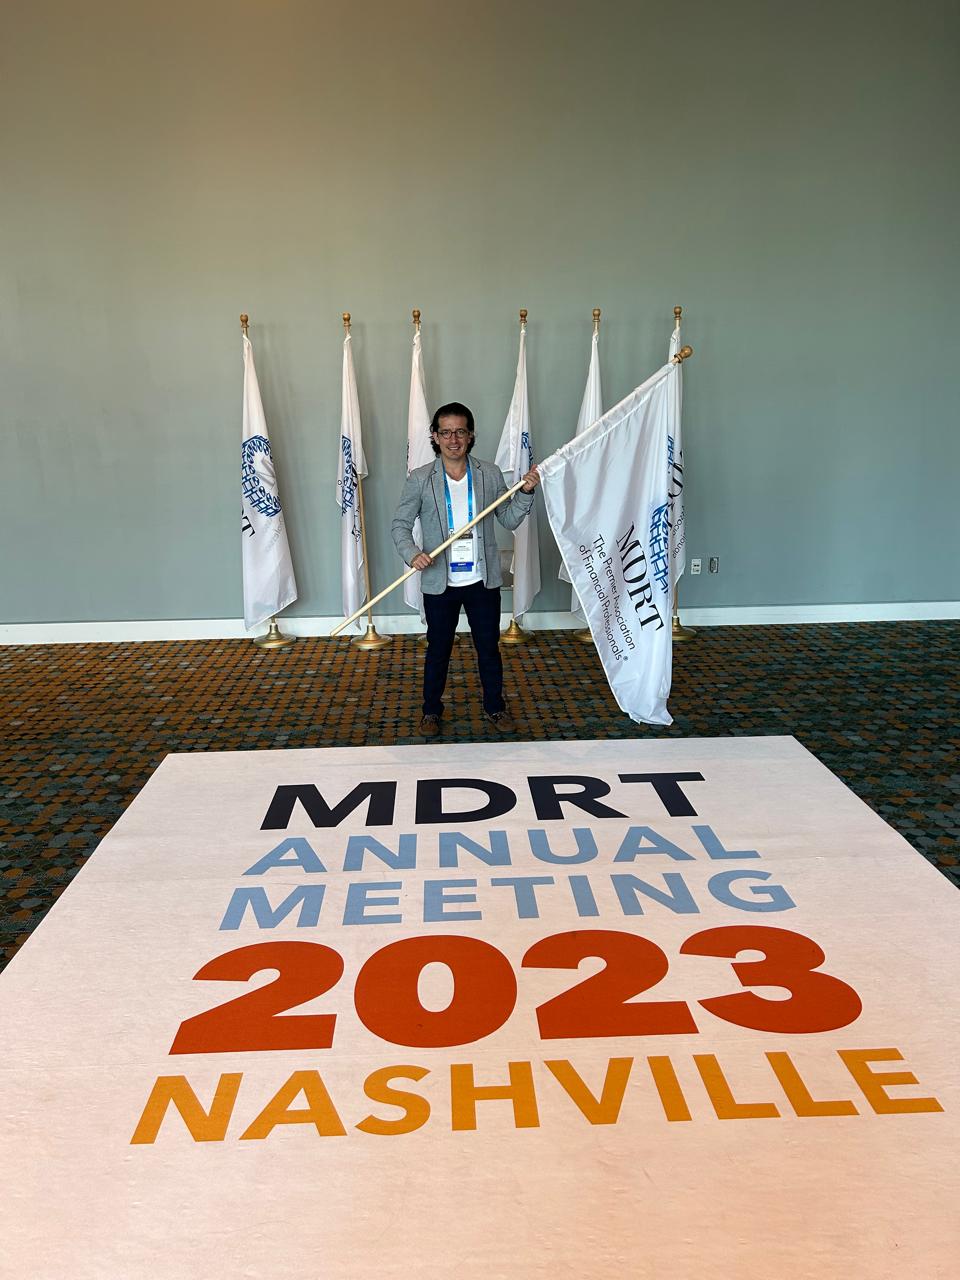 MDRT
The Premier Association
of Financial Professionals®
MDRT
ANNUAL
MEETING
2023
NASHVILLE